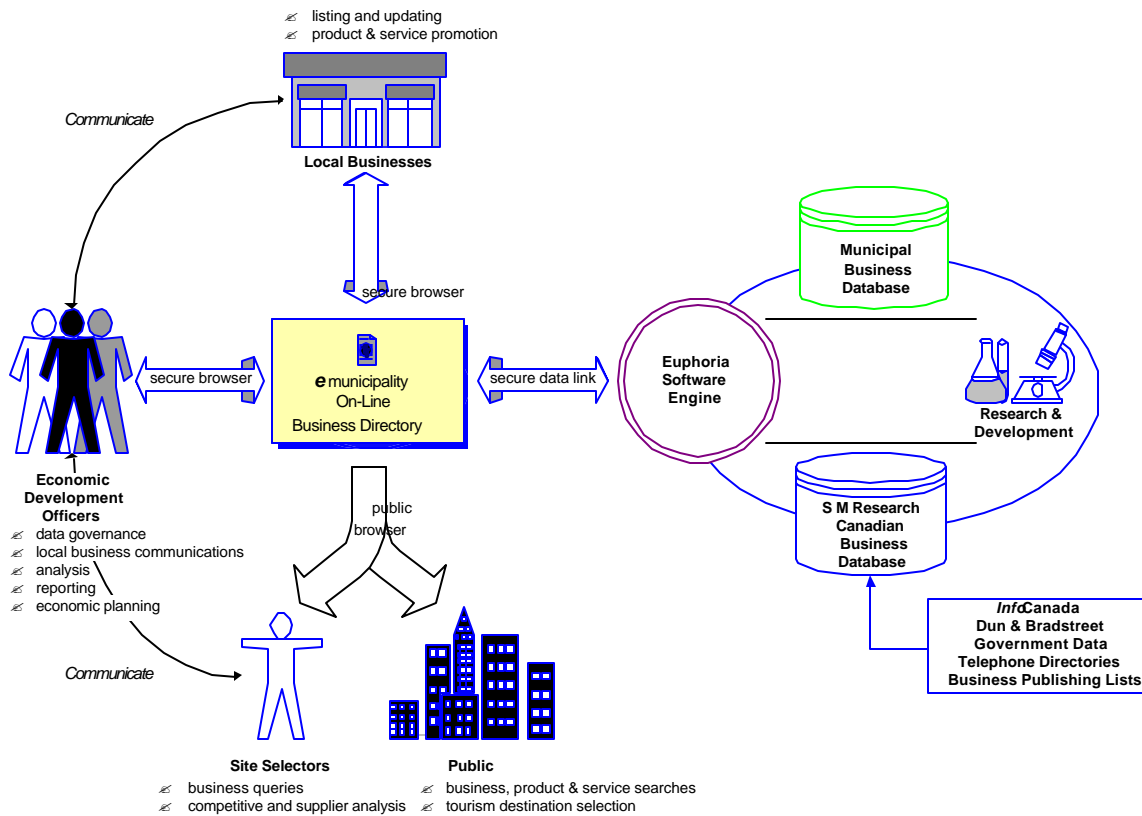 listing and updating
product & service promotion
Communicate
Local Businesses
secure browser
Municipal
Business
Database
secure browser
e municipality
On-Line
Business Directory
secure data link
Euphoria
Software
Engine
Research &
Development
Economic
Development
Officers
data governance
local business communications
analysis
reporting
economic planning
public
browser
S M Research
Canadian
Business
Database
InfoCanada
Dun & Bradstreet
Government Data
Telephone Directories
Business Publishing Lists
Communicate
Site Selectors
business queries
competitive and supplier analysis
Public
business, product & service searches
tourism destination selection